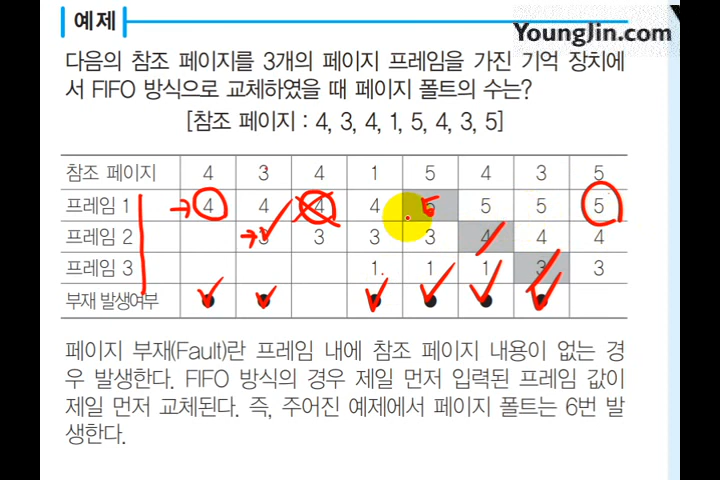 예제
YoungJin.com
다음의 참조 페이지를 3개의 페이지 프레임을 가진 기억 장치에
서 FIFO 방식으로 교체하였을 때 페이지 폴트의 수는?
[참조 페이지 : 4, 3, 4, 1, 5, 4, 3, 5]
참조 페이지 4 3 4 1 5 4 3 5
프레임 1 4 4 4 4 5 5 5 5
프레임 2 3 3 3 3 4 4 4
프레임 3 1 1 1 3 3
부재 발생여부 ● ● ● ● ● ●
페이지 부재(Fault)란 프레임 내에 참조 페이지 내용이 없는 경
우 발생한다. FIFO 방식의 경우 제일 먼저 입력된 프레임 값이
제일 먼저 교체된다. 즉, 주어진 예제에서 페이지 폴트는 6번 발
생한다.